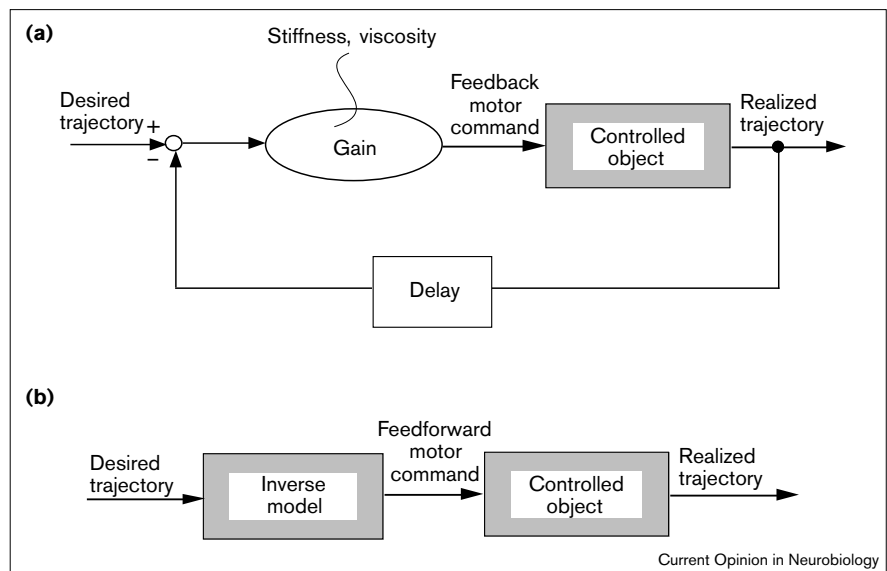 (a)
Stiffness, viscosity
Desired
trajectory
+
−
Gain
Feedback
motor
command
Controlled
object
Realized
trajectory
Delay
(b)
Desired
trajectory
Inverse
model
Feedforward
motor
command
Controlled
object
Realized
trajectory
Current Opinion in Neurobiology